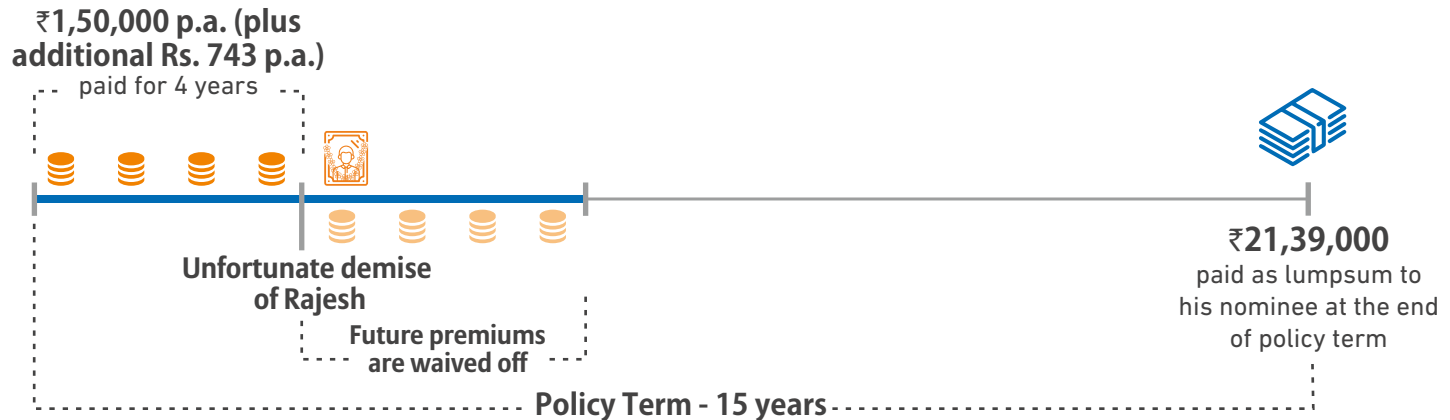 ₹1,50,000 p.a. (plus
additional Rs. 743 p.a.)
paid for 4 years
Unfortunate demise
of Rajesh
Future premiums
are waived off
₹21,39,000
paid as lumpsum to
his nominee at the end
of policy term
Policy Term - 15 years